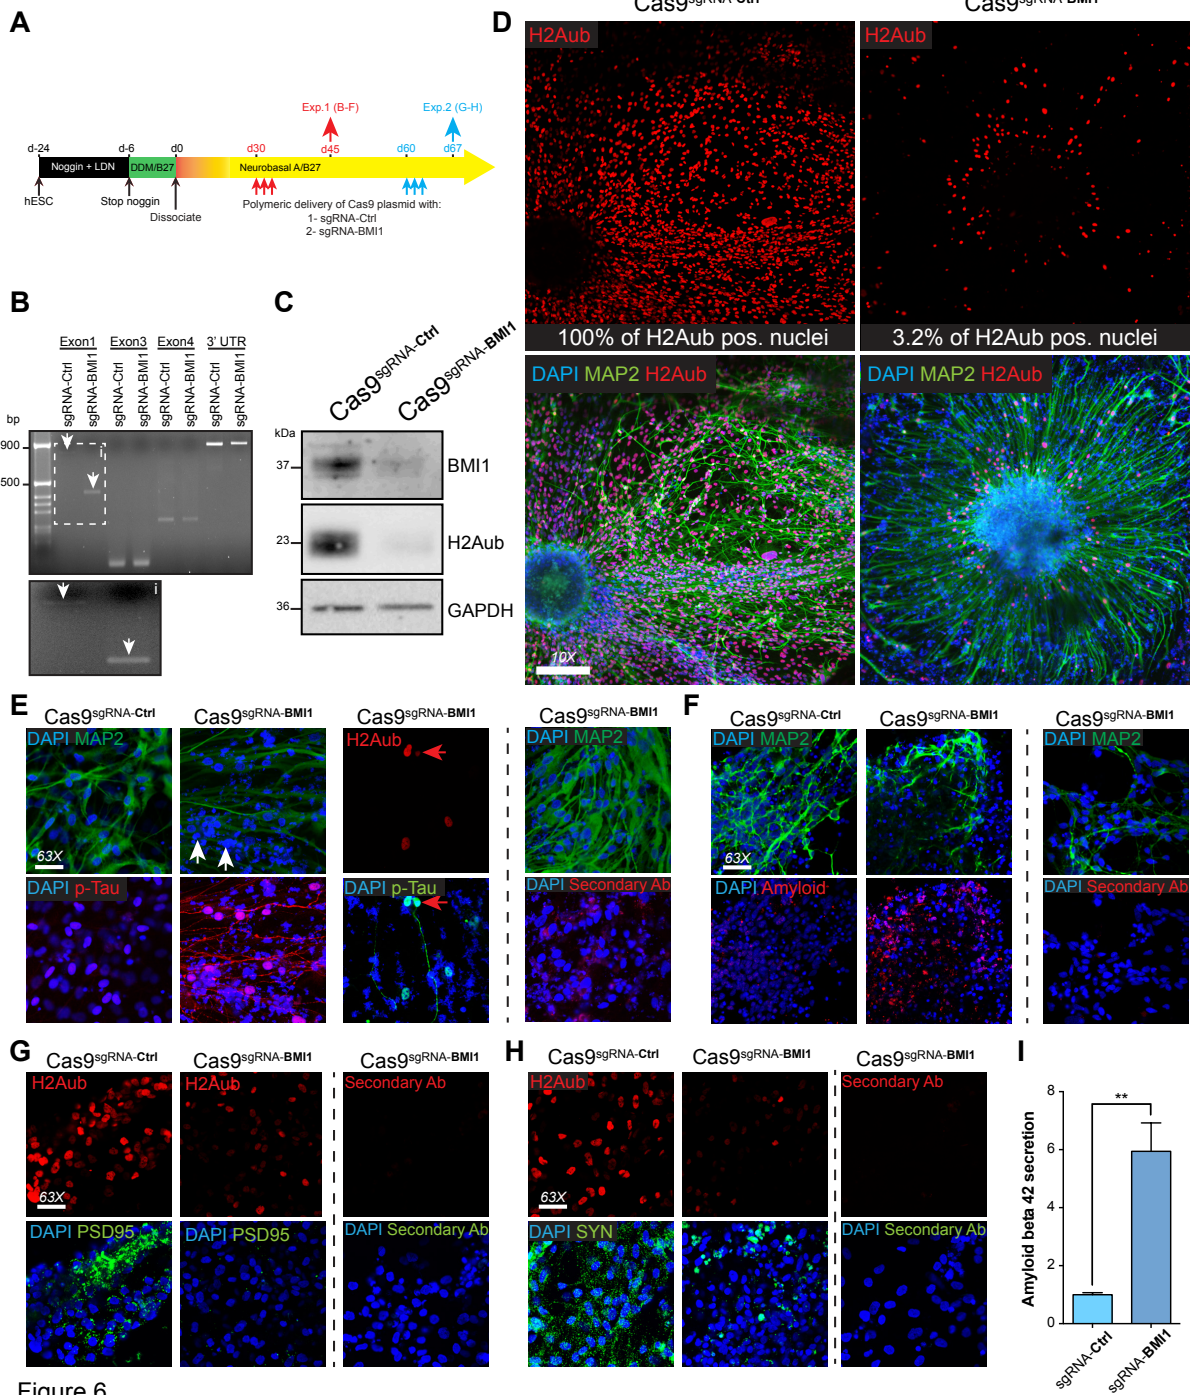 A
Exp.1 (B-F)
Exp.2 (G-H)
d-24
d-6
d0
d30
d45
d60
d67
Noggin + LDN
DDM/B27
Neurobasal A/B27
hESC
Stop noggin
Dissociate
Polymeric delivery of Cas9 plasmid with:
1- sgRNA-Ctrl
2- sgRNA-BMI1
B
Exon1
Exon3
Exon4
3' UTR
sgRNA-Ctrl
sgRNA-BMI1
sgRNA-Ctrl
sgRNA-BMI1
sgRNA-Ctrl
sgRNA-BMI1
sgRNA-Ctrl
sgRNA-BMI1
bp
900
500
i
i
C
Cas9sgRNA-Ctrl
Cas9sgRNA-BMI1
kDa
37
BMI1
23
H2Aub
36
GAPDH
D
Cas9sgRNA-Ctrl
Cas9sgRNA-BMI1
H2Aub
H2Aub
100% of H2Aub pos. nuclei
3.2% of H2Aub pos. nuclei
DAPI MAP2 H2Aub
DAPI MAP2 H2Aub
10X
E
Cas9sgRNA-Ctrl
Cas9sgRNA-BMI1
Cas9sgRNA-BMI1
Cas9sgRNA-BMI1
DAPI MAP2
H2Aub
DAPI MAP2
63X
DAPI p-Tau
DAPI p-Tau
DAPI Secondary Ab
F
Cas9sgRNA-Ctrl
Cas9sgRNA-BMI1
Cas9sgRNA-BMI1
DAPI MAP2
DAPI MAP2
63X
DAPI Amyloid
DAPI Secondary Ab
G
Cas9sgRNA-Ctrl
Cas9sgRNA-BMI1
Cas9sgRNA-BMI1
H2Aub
H2Aub
Secondary Ab
63X
DAPI PSD95
DAPI PSD95
DAPI Secondary Ab
H
Cas9sgRNA-Ctrl
Cas9sgRNA-BMI1
Cas9sgRNA-BMI1
H2Aub
Secondary Ab
63X
DAPI SYN
DAPI Secondary Ab
I
Amyloid beta 42 secretion
8
6
4
2
0
**
sgRNA-Ctrl
sgRNA-BMI1
Figure 6